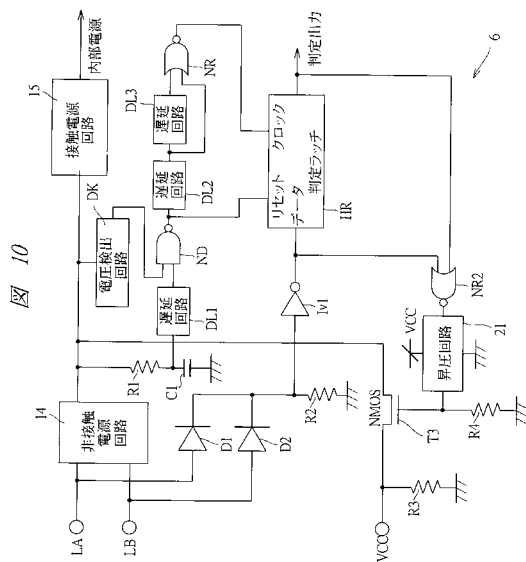 図 10
LA
LB
14
非接触
電源
回路
R1
C1
DL1
遅延
回路
DK
電圧検出
回路
15
接触電源
回路
内部電源
ND
DL2
遅延
回路
DL3
遅延
回路
NR
D1
D2
R2
Iv1
リセット クロック
データ
判定ラッチ
HR
判定出力
6
VCC
R3
NMOS
T3
R4
VCC
昇圧回路
21
NR2